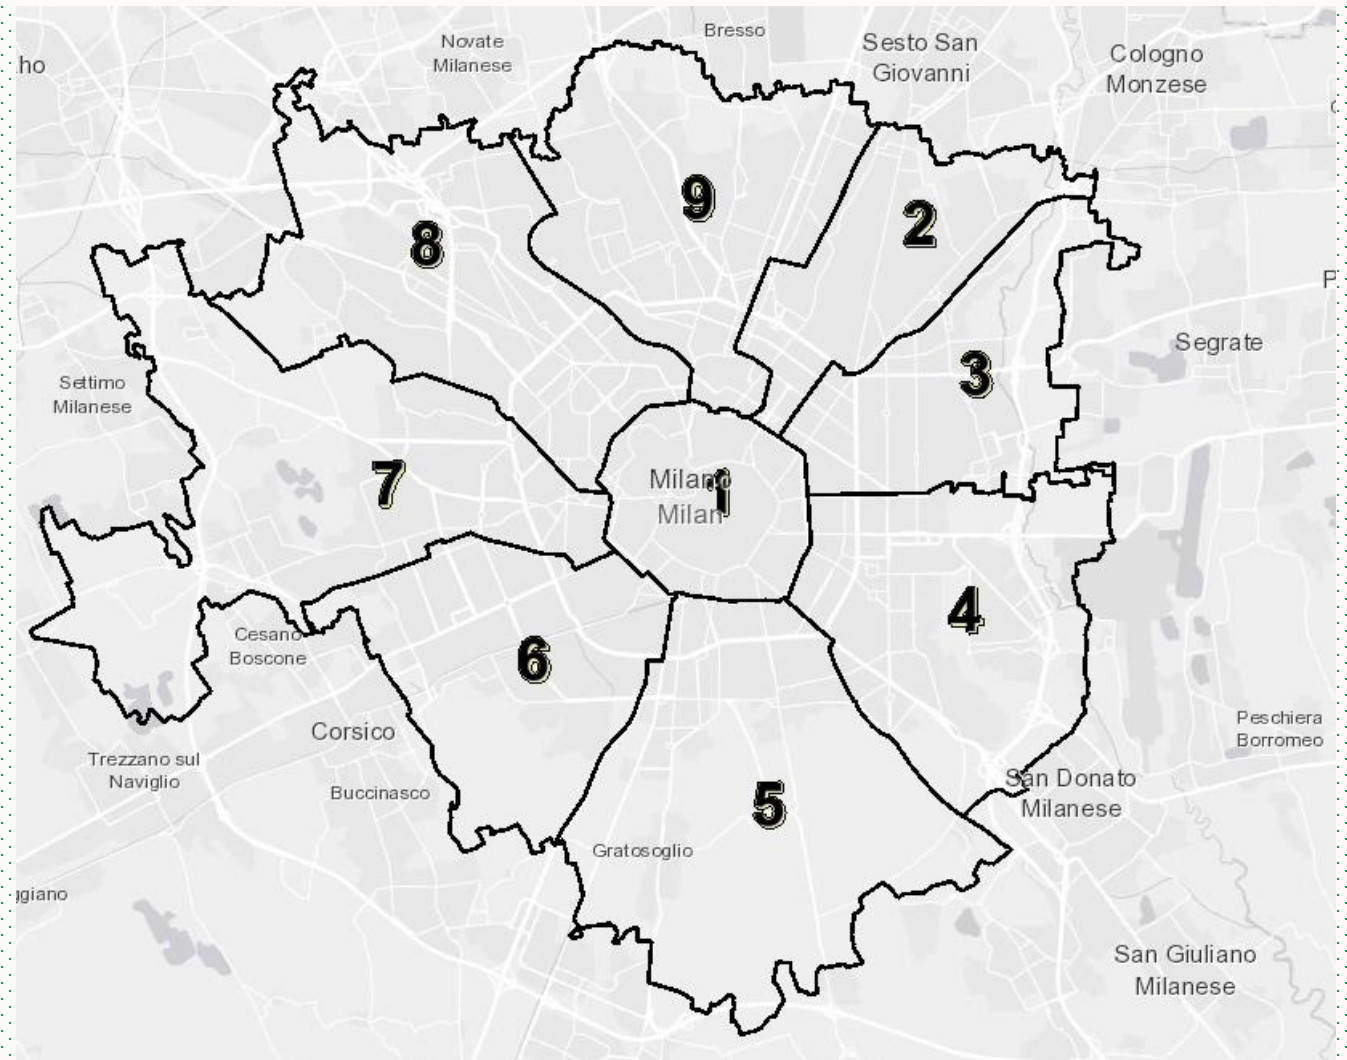 Bresso
Novate
Milanese
Sesto San
Giovanni
Cologno
Monzese
ho
9
2
8
Segrate
3
Settimo
Milanese
7
Milano
Milan
1
4
Cesano
Boscone
6
Corsico
Peschiera
Borromeo
Trezzano sul
Naviglio
Buccinasco
San Donato
Milanese
5
Gratosoglio
ggiano
San Giuliano
Milanese